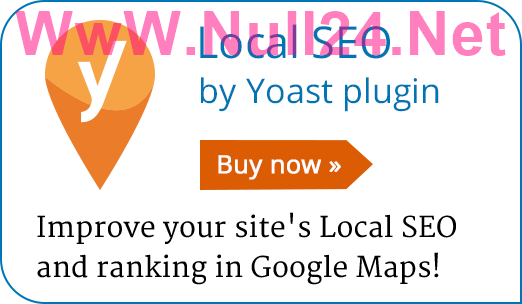 WwW.Null24.Net
y
Local SEO
by Yoast plugin
Buy now »
Improve your site's Local SEO
and ranking in Google Maps!